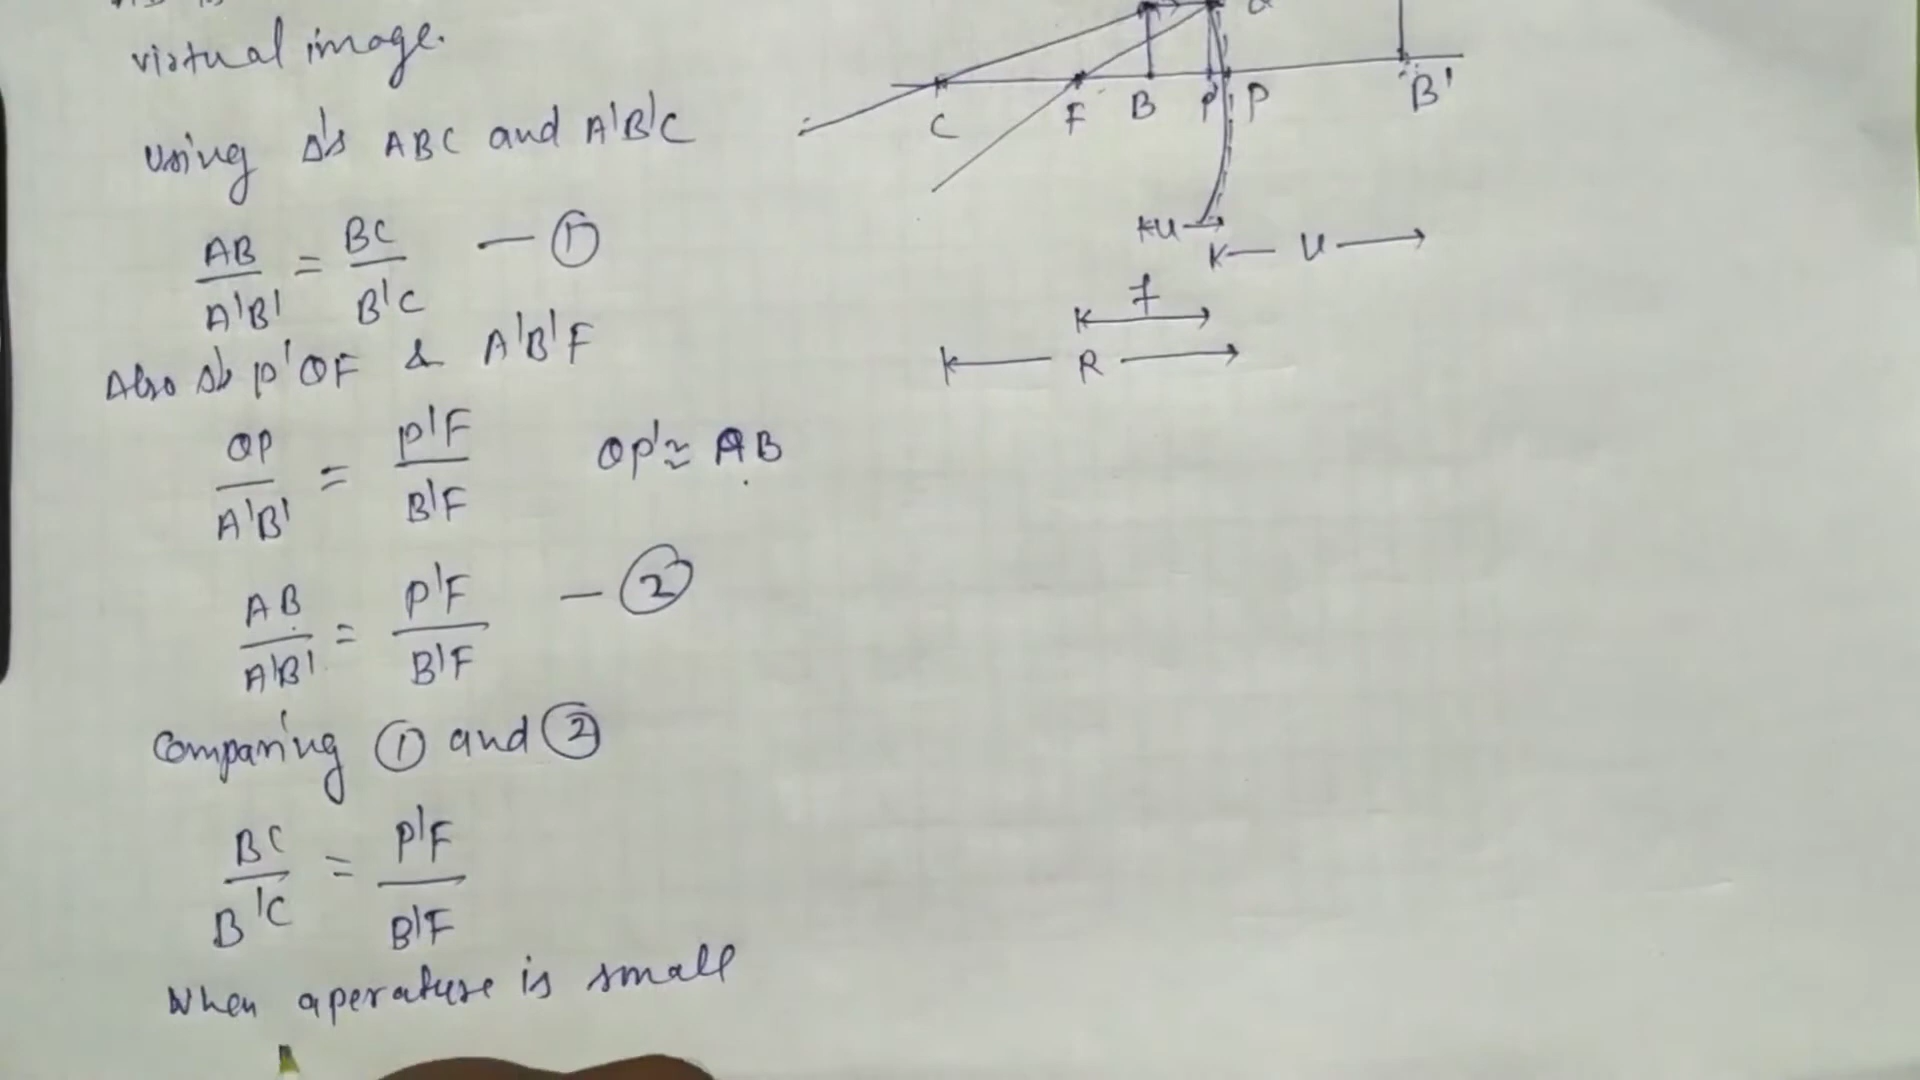 virtual image.
Using Δ's ABC and A'B'C
AB/A'B' = BC/B'C — ①
Also Δs P'QF & A'B'F
QP/A'B' = P'F/B'F QP' ≃ AB
AB/A'B' = P'F/B'F — ②
Comparing ① and ②
BC/B'C = P'F/B'F
When aperature is small
C F B P' P B'
U
U
f
R